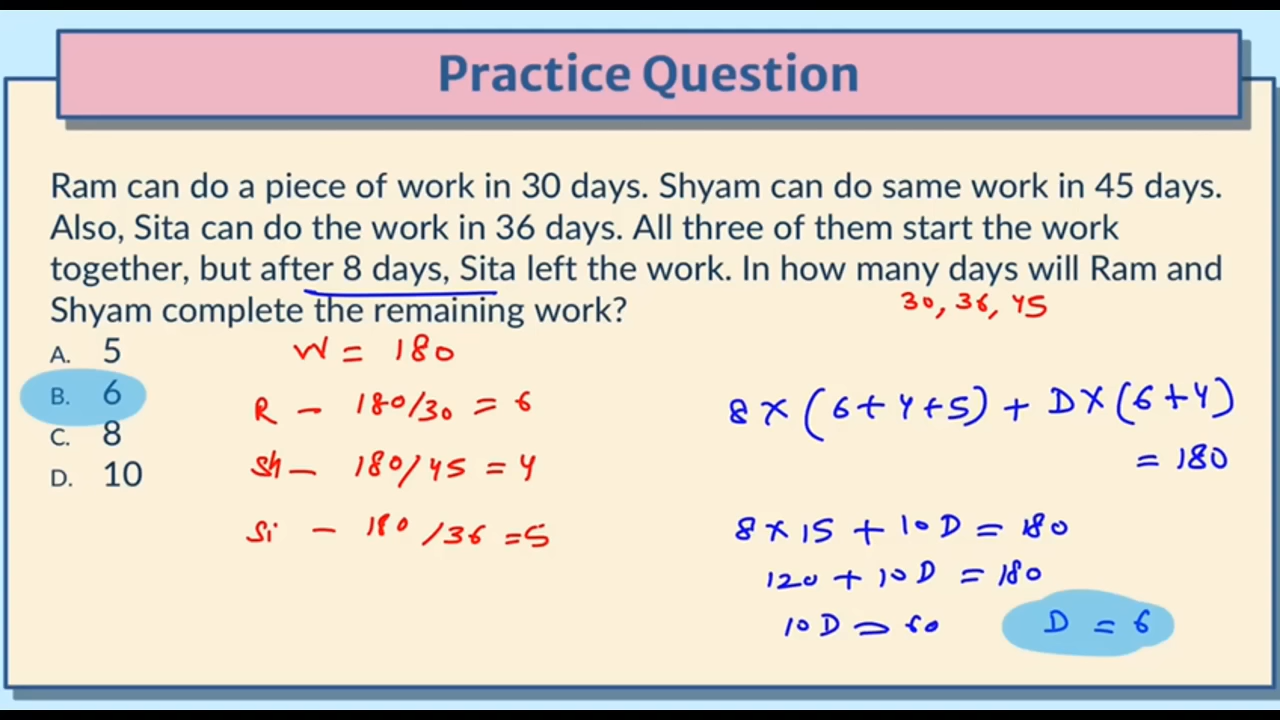 Practice Question
Ram can do a piece of work in 30 days. Shyam can do same work in 45 days.
Also, Sita can do the work in 36 days. All three of them start the work
together, but after 8 days, Sita left the work. In how many days will Ram and
Shyam complete the remaining work?
30, 36, 45
A. 5
B. 6
C. 8
D. 10
W = 180
R - 180/30 = 6
Sh - 180/45 = 4
Si - 180/36 = 5
8 × (6+4+5) + D × (6+4)
= 180
8 × 15 + 10 D = 180
120 + 10 D = 180
10 D = 60
D = 6